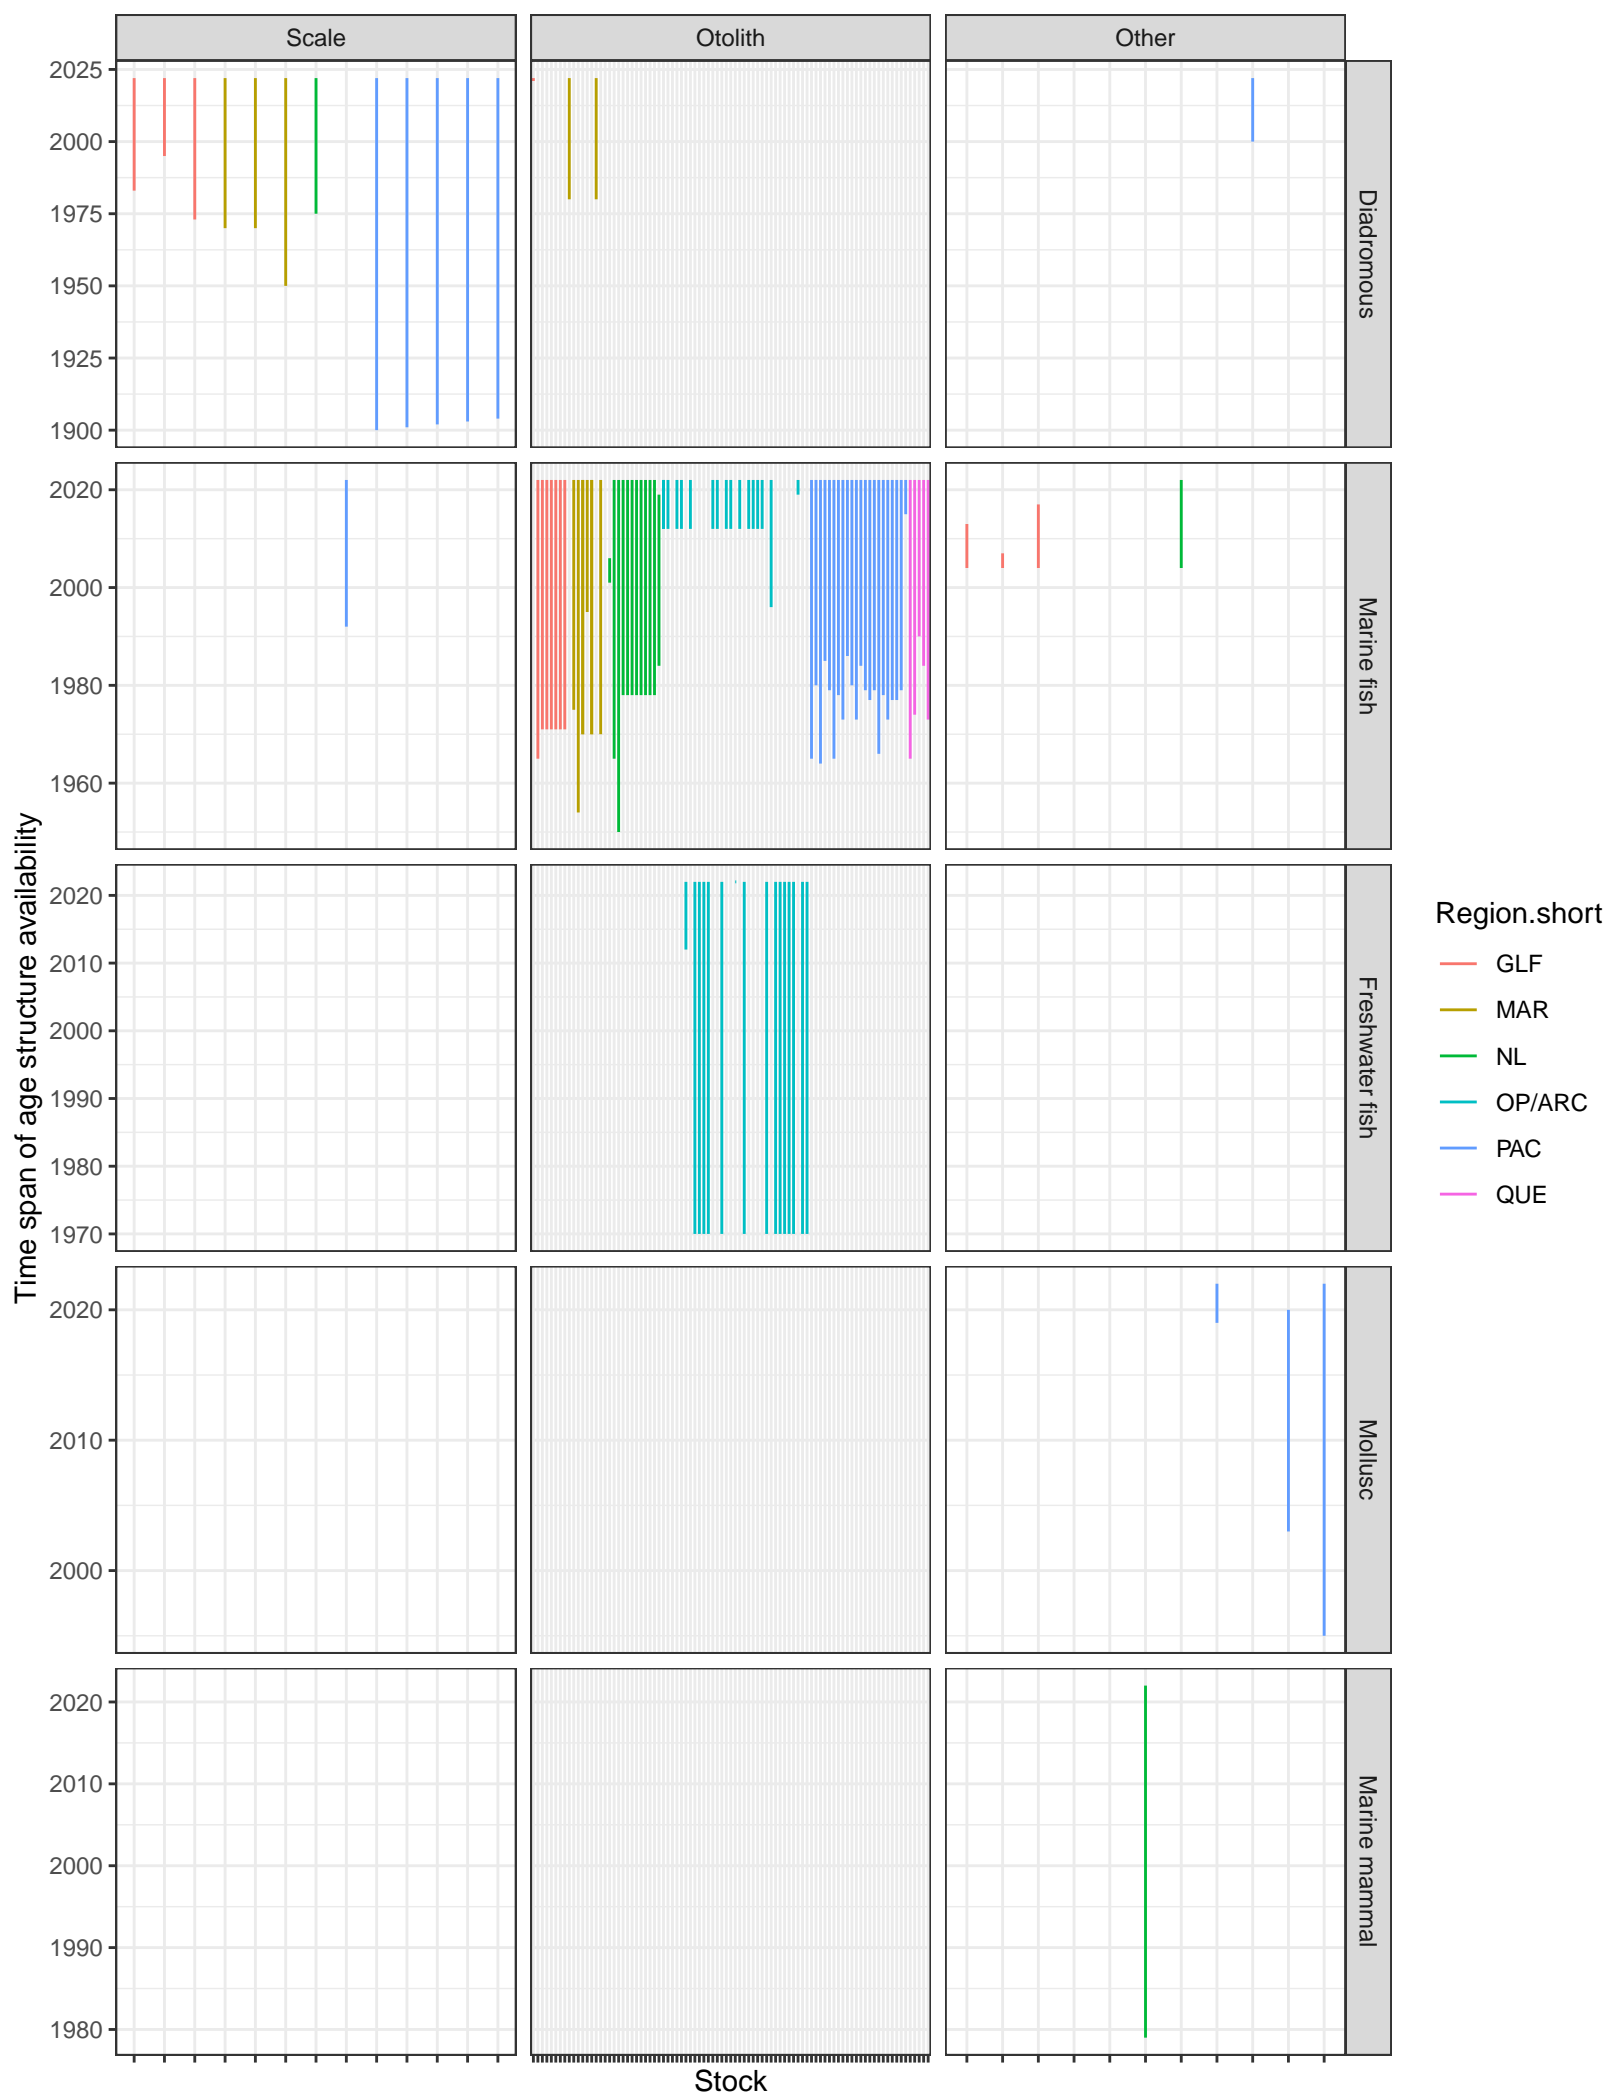 Scale
Otolith
Other
2025
2000
1975
1950
1925
1900
Diadromous
2020
2000
1980
1960
Marine fish
2020
2010
2000
1990
1980
1970
Freshwater fish
2020
2010
2000
Mollusc
2020
2010
2000
1990
1980
Marine mammal
Time span of age structure availability
Stock
Region.short
GLF
MAR
NL
OP/ARC
PAC
QUE